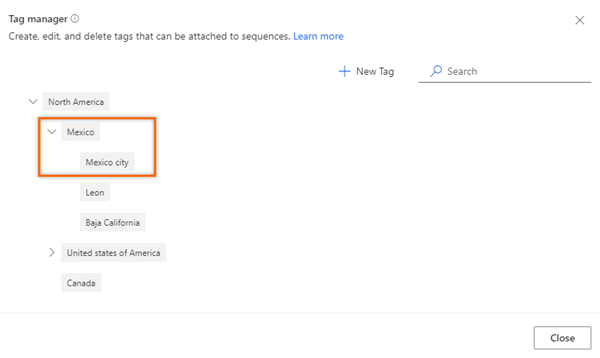 Tag manager
Create, edit, and delete tags that can be attached to sequences. Learn more
New Tag
Search
North America
Mexico
Mexico city
Leon
Baja California
United states of America
Canada
Close